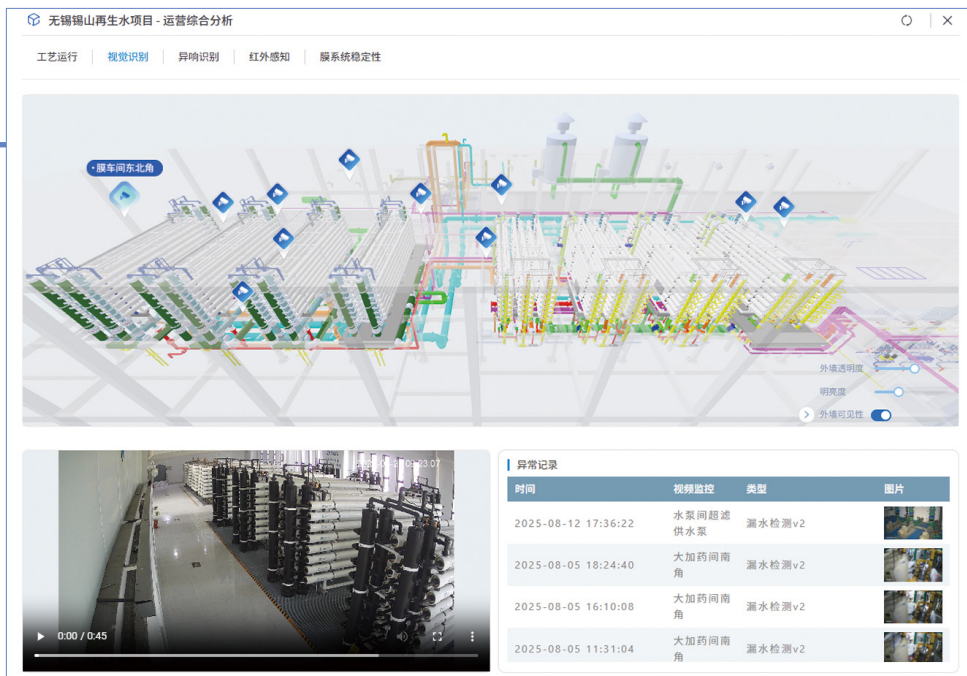 无锡锡山再生水项目 - 运营综合分析
工艺运行 视觉识别 异响识别 红外感知 膜系统稳定性
·膜车间东北角
外墙透明度
明亮度
外墙可见性
异常记录
时间 视频监控 类型 图片
2025-08-12 17:36:22 水泵间超滤供水泵 漏水检测v2
2025-08-05 18:24:40 大加药间南角 漏水检测v2
2025-08-05 16:10:08 大加药间南角 漏水检测v2
2025-08-05 11:31:04 大加药间南角 漏水检测v2
0:00 / 0:45